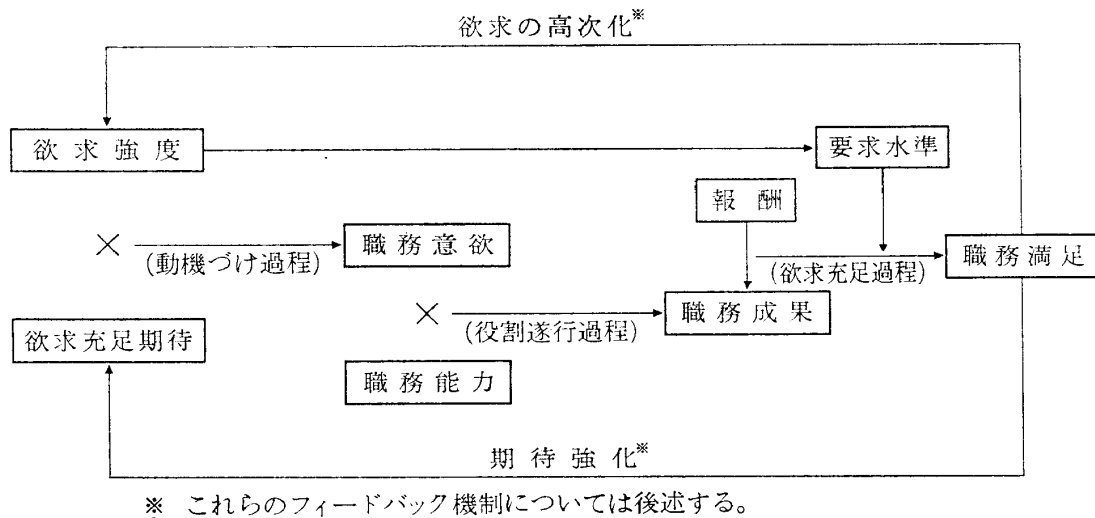 欲求の高次化※
欲求強度
要求水準
報酬
× (動機づけ過程)
職務意欲
(欲求充足過程)
職務満足
× (役割遂行過程)
職務成果
欲求充足期待
職務能力
期待強化※
※ これらのフィードバック機制については後述する。